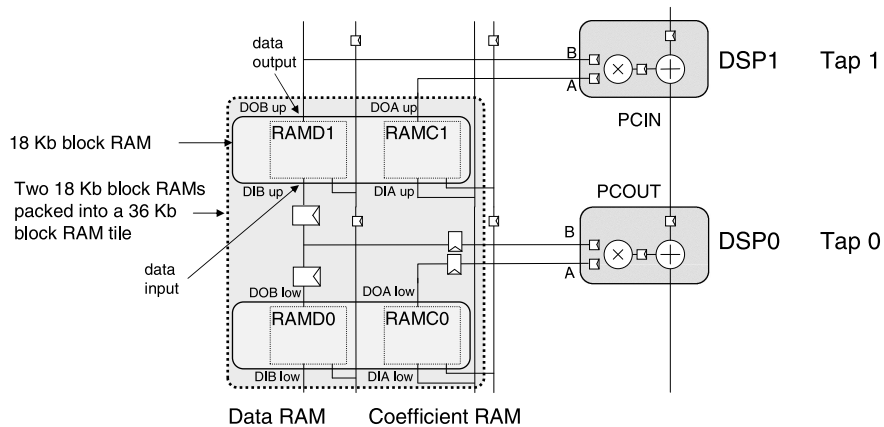 data
output
B
A
DSP1
Tap 1
DOB up
DOA up
PCIN
18 Kb block RAM
RAMD1
RAMC1
Two 18 Kb block RAMs
packed into a 36 Kb
block RAM tile
DIB up
DIA up
PCOUT
B
A
DSP0
Tap 0
data
input
DOB low
DOA low
RAMD0
RAMC0
DIB low
DIA low
Data RAM
Coefficient RAM